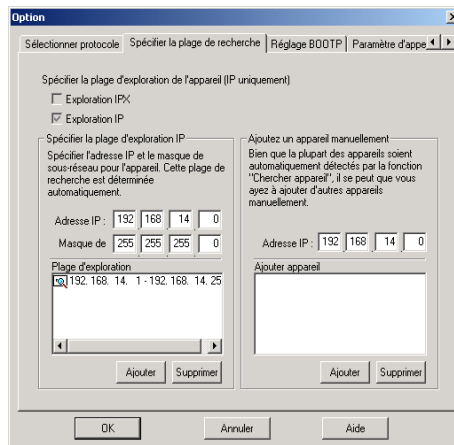 Option
Sélectionner protocole Spécifier la plage de recherche Réglage BOOTP Paramètre d'appe
Spécifier la plage d'exploration de l'appareil (IP uniquement)
Exploration IPX
Exploration IP
Spécifier la plage d'exploration IP
Spécifier l'adresse IP et le masque de
sous-réseau pour l'appareil. Cette plage de
recherche est déterminée
automatiquement.
Adresse IP : 192 . 168 . 14 . 0
Masque de 255 . 255 . 255 . 0
Plage d'exploration
192. 168. 14. 1 - 192. 168. 14. 25
Ajouter Supprimer
Ajoutez un appareil manuellement
Bien que la plupart des appareils soient
automatiquement détectés par la fonction
"Chercher appareil", il se peut que vous
ayez à ajouter d'autres appareils
manuellement.
Adresse IP : 192 . 168 . 14 . 0
Ajouter appareil
Ajouter Supprimer
OK Annuler Aide